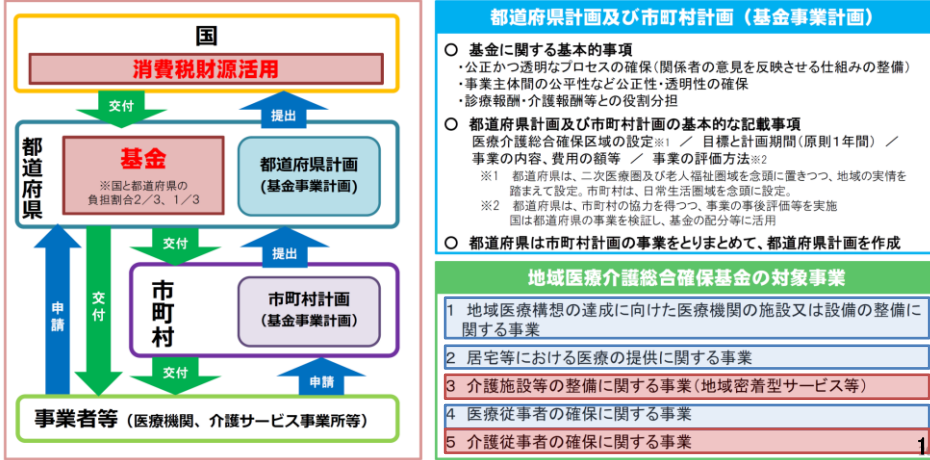 国
消費税財源活用
交付
提出
都道府県
基金
※国と都道府県の
負担割合2／3、1／3
都道府県計画
(基金事業計画)
申請
交付
交付
提出
市町村
市町村計画
(基金事業計画)
交付
申請
事業者等（医療機関、介護サービス事業所等）
都道府県計画及び市町村計画（基金事業計画）
○ 基金に関する基本的事項
・公正かつ透明なプロセスの確保（関係者の意見を反映させる仕組みの整備）
・事業主体間の公平性など公正性・透明性の確保
・診療報酬・介護報酬等との役割分担
○ 都道府県計画及び市町村計画の基本的な記載事項
医療介護総合確保区域の設定※1 ／ 目標と計画期間（原則１年間） ／
事業の内容、費用の額等 ／ 事業の評価方法※2
※1 都道府県は、二次医療圏及び老人福祉圏域を念頭に置きつつ、地域の実情を
踏まえて設定。市町村は、日常生活圏域を念頭に設定。
※2 都道府県は、市町村の協力を得つつ、事業の事後評価等を実施
国は都道府県の事業を検証し、基金の配分等に活用
○ 都道府県は市町村計画の事業をとりまとめて、都道府県計画を作成
地域医療介護総合確保基金の対象事業
1 地域医療構想の達成に向けた医療機関の施設又は設備の整備に
関する事業
2 居宅等における医療の提供に関する事業
3 介護施設等の整備に関する事業（地域密着型サービス等）
4 医療従事者の確保に関する事業
5 介護従事者の確保に関する事業
1